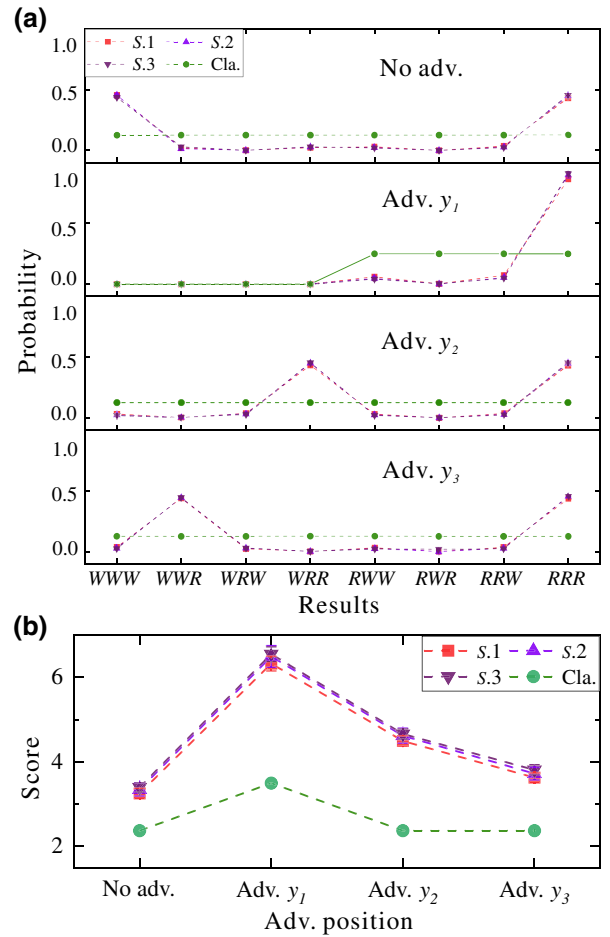 (a)
S.1 S.2
S.3 Cla.
No adv.
1.0
0.5
0.0
Adv. y₁
1.0
0.5
0.0
Adv. y₂
1.0
0.5
0.0
Adv. y₃
1.0
0.5
0.0
Probability
WWW WWR WRW WRR RWW RWR RRW RRR
Results
(b)
S.1 S.2
S.3 Cla.
6
4
2
Score
No adv. Adv. y₁ Adv. y₂ Adv. y₃
Adv. position